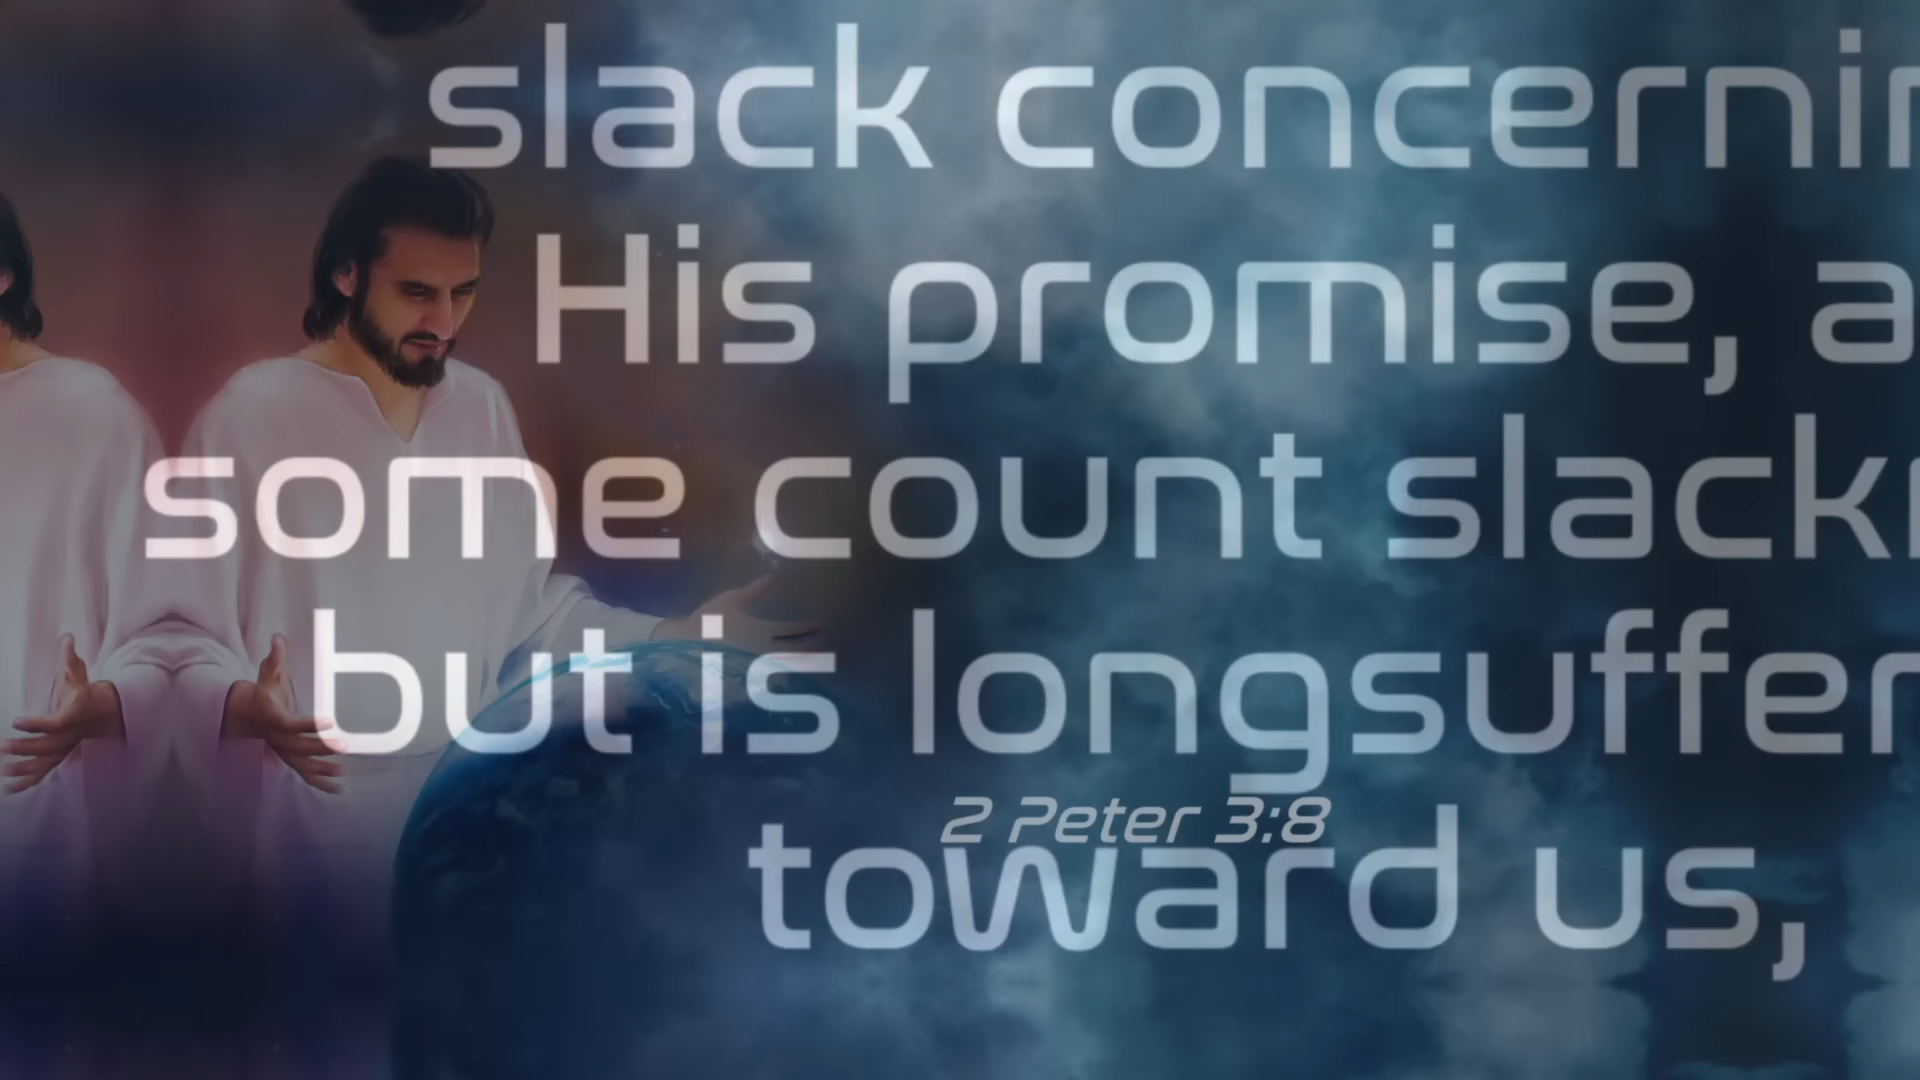 slack concernin
His promise, a
some count slack
but is longsuffer
2 Peter 3:8
toward us,